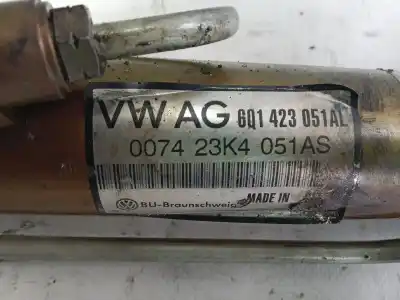 VW AG 6Q1 423 051AL
0074 23K4 051AS
BU-Braunschweig
MADE IN